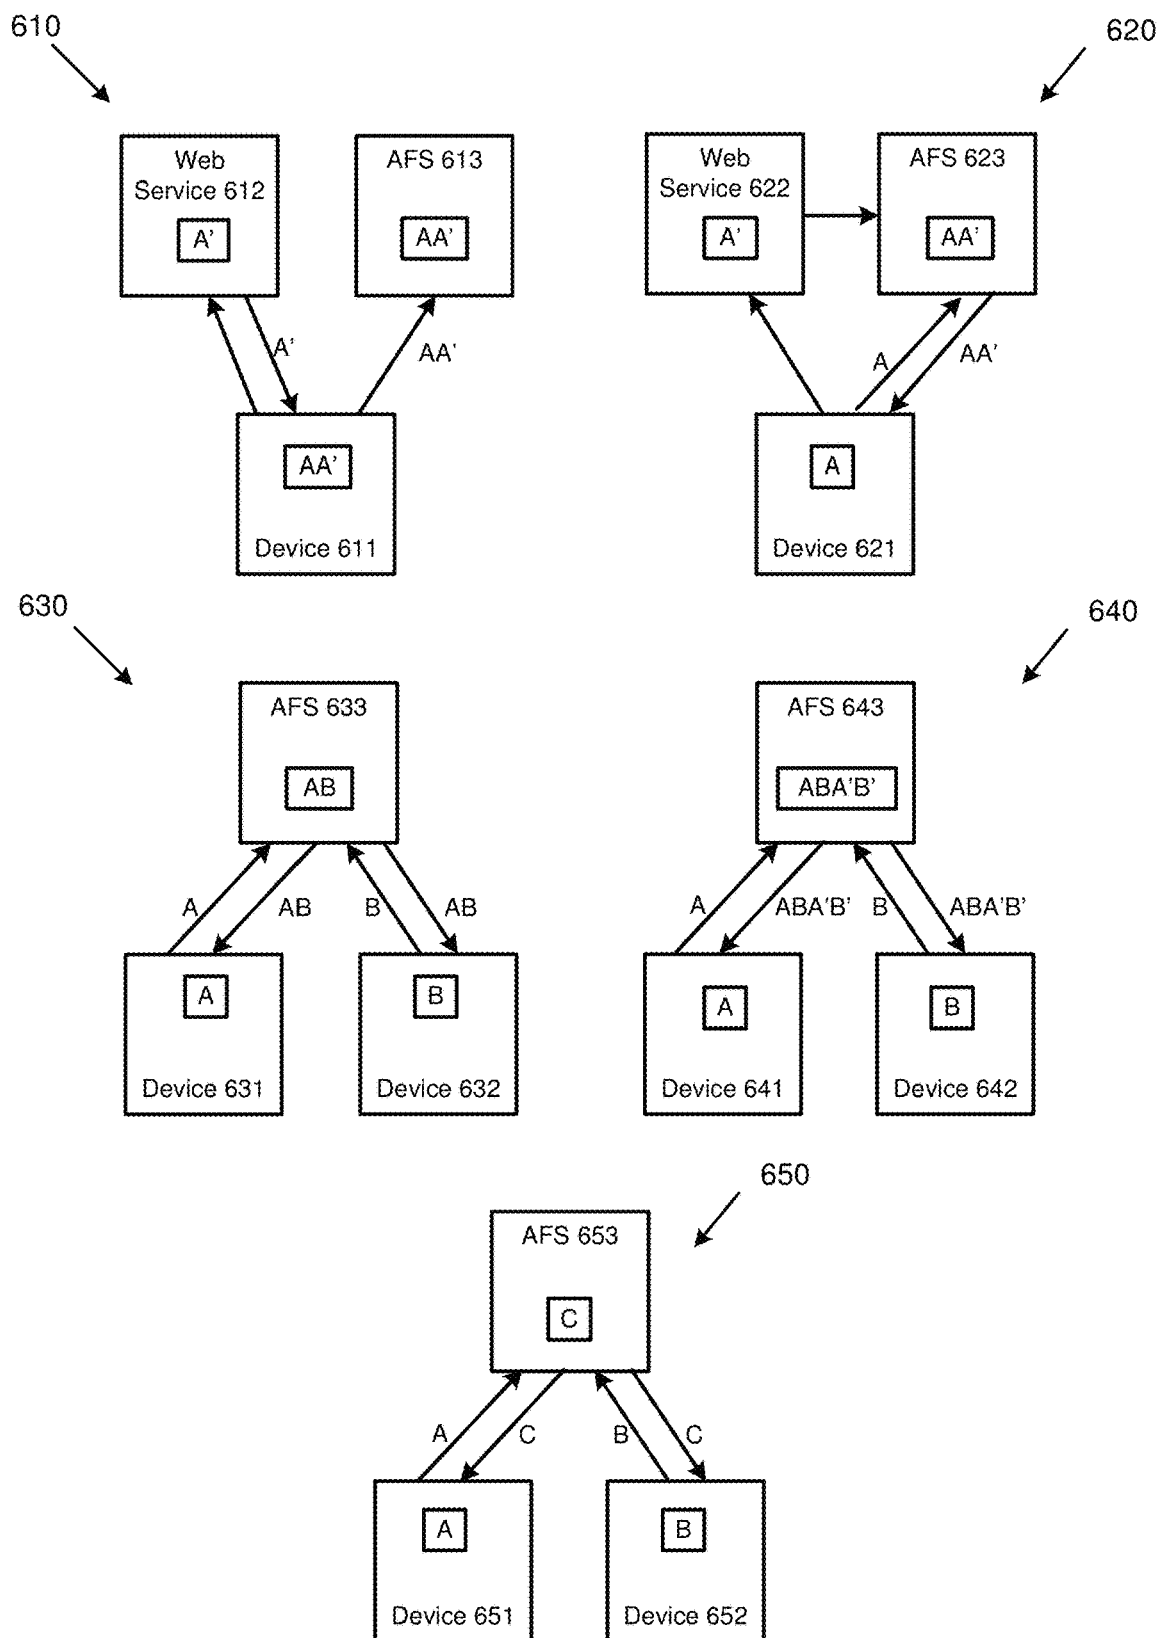 610
620
Web
Service 612
A'
AFS 613
AA'
Web
Service 622
A'
AFS 623
AA'
A'
AA'
A
AA'
AA'
Device 611
A
Device 621
630
640
AFS 633
AB
AFS 643
ABA'B'
A
AB
B
AB
A
ABA'B'
B
ABA'B'
A
Device 631
B
Device 632
A
Device 641
B
Device 642
650
AFS 653
C
A
C
B
C
A
Device 651
B
Device 652